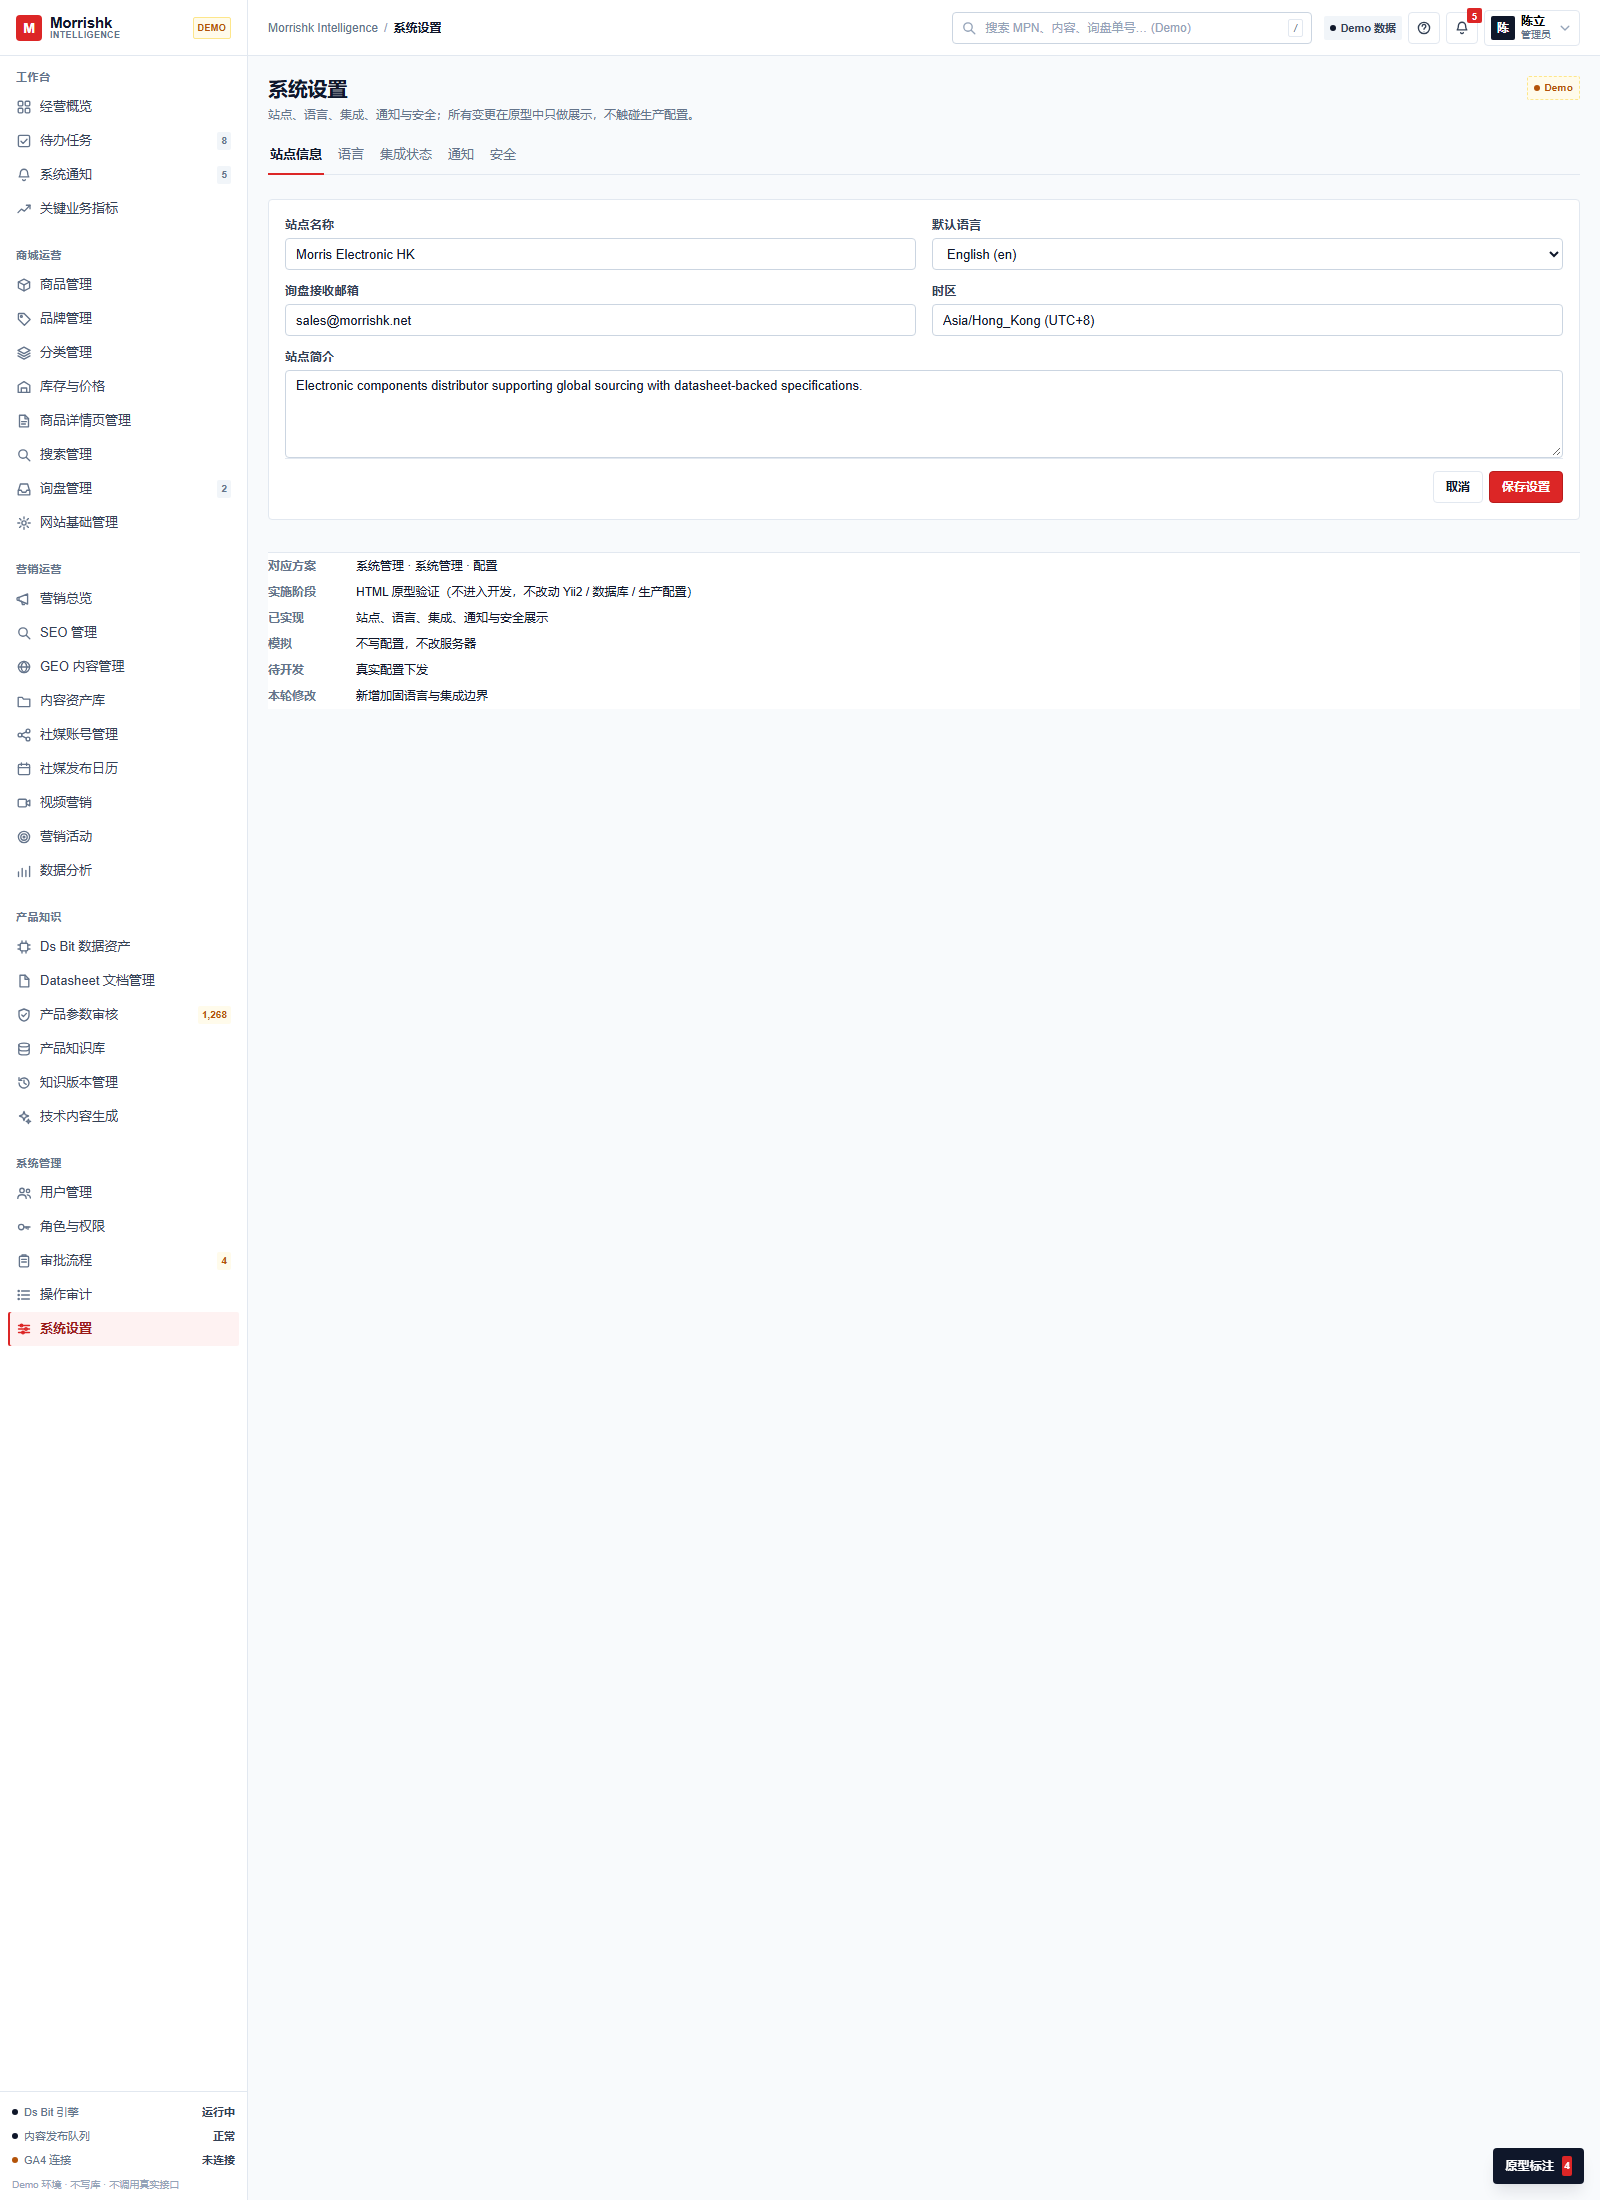 M
Morrishk
INTELLIGENCE
DEMO
Morrishk Intelligence / 系统设置
搜索 MPN、内容、询盘单号... (Demo)
/
Demo 数据
5
陈
陈立
管理员
工作台
经营概览
待办任务
8
系统通知
5
关键业务指标
商城运营
商品管理
品牌管理
分类管理
库存与价格
商品详情页管理
搜索管理
询盘管理
2
网站基础管理
营销运营
营销总览
SEO 管理
GEO 内容管理
内容资产库
社媒账号管理
社媒发布日历
视频营销
营销活动
数据分析
产品知识
Ds Bit 数据资产
Datasheet 文档管理
产品参数审核
1,268
产品知识库
知识版本管理
技术内容生成
系统管理
用户管理
角色与权限
审批流程
4
操作审计
系统设置
Ds Bit 引擎
运行中
内容发布队列
正常
GA4 连接
未连接
Demo 环境 · 不写库 · 不调用真实接口
系统设置
Demo
站点、语言、集成、通知与安全；所有变更在原型中只做展示，不触碰生产配置。
站点信息
语言
集成状态
通知
安全
站点名称
默认语言
Morris Electronic HK
English (en)
询盘接收邮箱
时区
sales@morrishk.net
Asia/Hong_Kong (UTC+8)
站点简介
Electronic components distributor supporting global sourcing with datasheet-backed specifications.
取消
保存设置
对应方案
系统管理 · 系统管理 · 配置
实施阶段
HTML 原型验证（不进入开发，不改动 Yii2 / 数据库 / 生产配置）
已实现
站点、语言、集成、通知与安全展示
模拟
不写配置，不改服务器
待开发
真实配置下发
本轮修改
新增加固语言与集成边界
原型标注
4